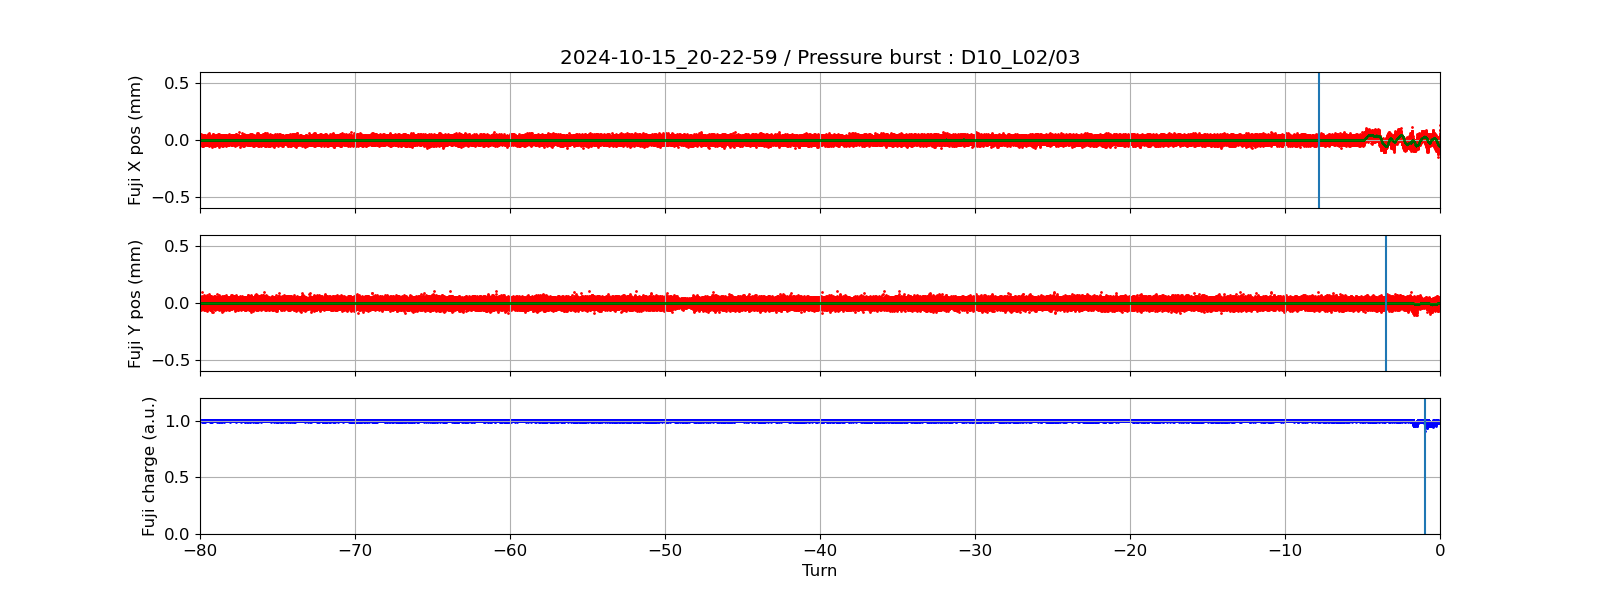 2024-10-15_20-22-59 / Pressure burst : D10_L02/03
Fuji X pos (mm)
0.5
0.0
−0.5
Fuji Y pos (mm)
0.5
0.0
−0.5
Fuji charge (a.u.)
1.0
0.5
0.0
−80 −70 −60 −50 −40 −30 −20 −10 0
Turn